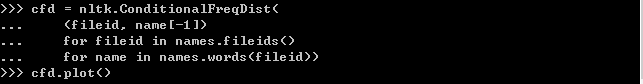 >>> cfd = nltk.ConditionalFreqDist(
...     (fileid, name[-1])
...     for fileid in names.fileids()
...     for name in names.words(fileid))
>>> cfd.plot()